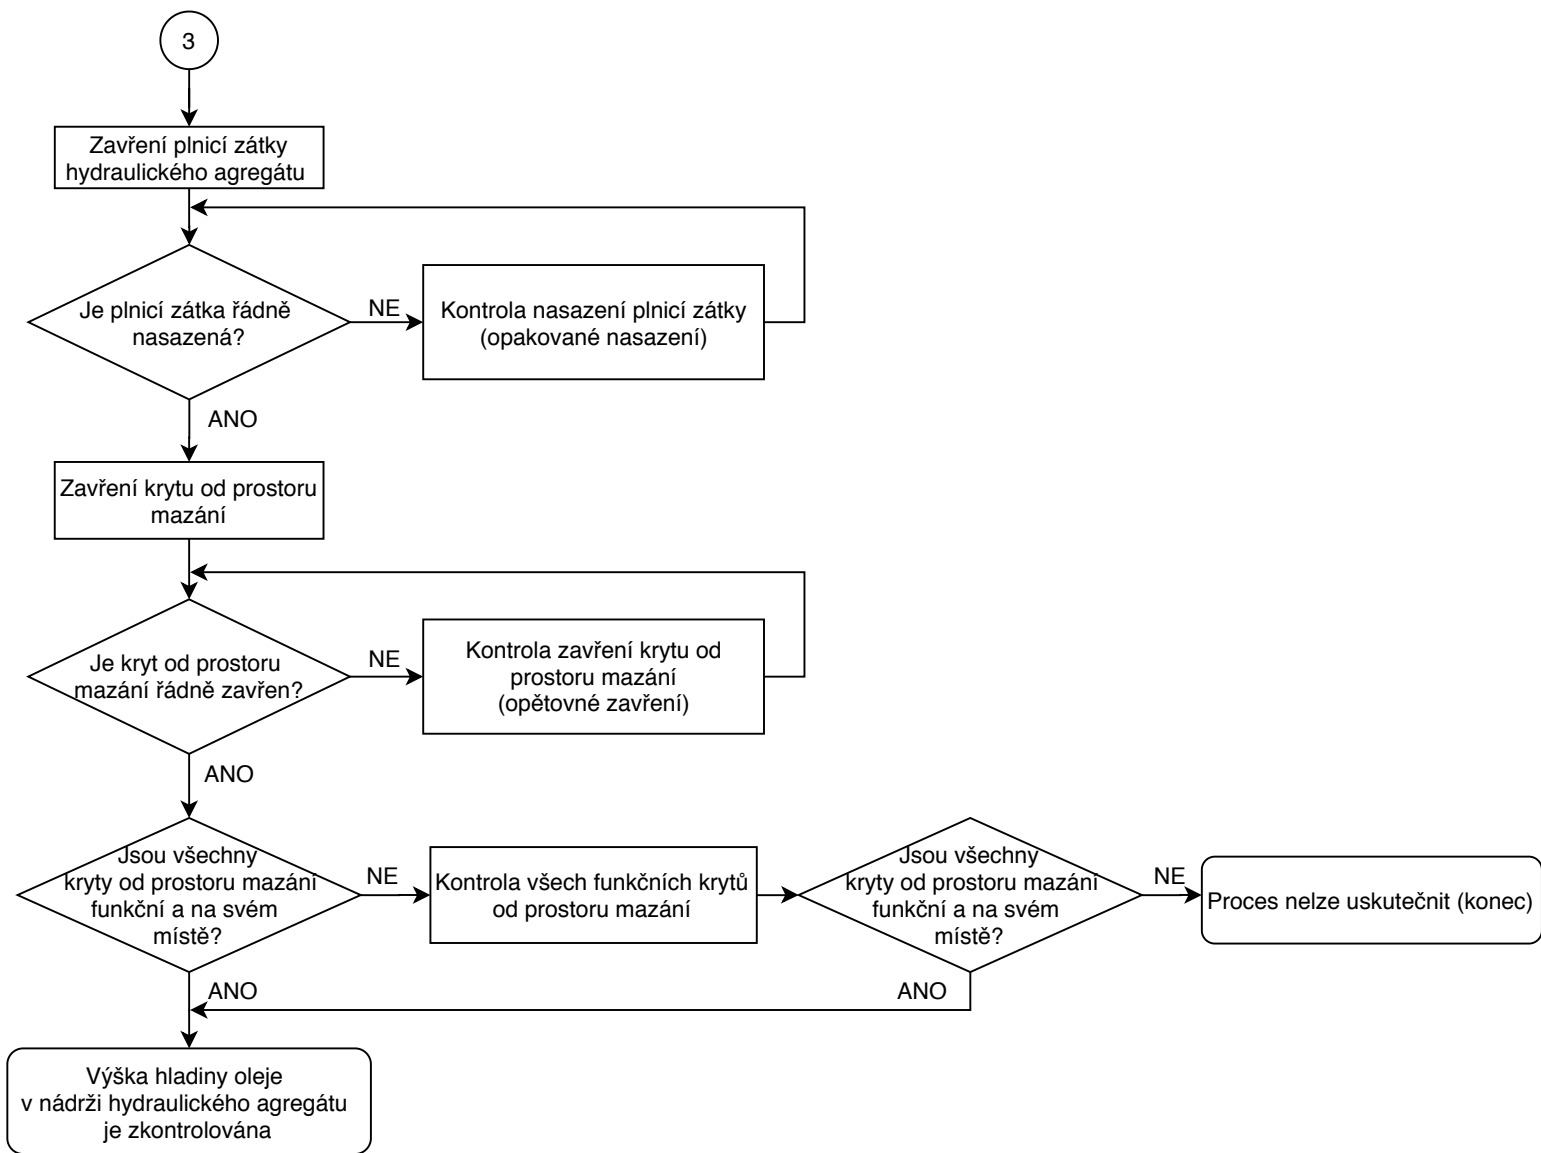 3
Zavření plnicí zátky
hydraulického agregátu
Je plnicí zátka řádně
nasazená?
NE
Kontrola nasazení plnicí zátky
(opakované nasazení)
ANO
Zavření krytu od prostoru
mazání
Je kryt od prostoru
mazání řádně zavřen?
NE
Kontrola zavření krytu od
prostoru mazání
(opětovné zavření)
ANO
Jsou všechny
kryty od prostoru mazání
funkční a na svém
místě?
NE
Kontrola všech funkčních krytů
od prostoru mazání
Jsou všechny
kryty od prostoru mazání
funkční a na svém
místě?
NE
Proces nelze uskutečnit (konec)
ANO
ANO
Výška hladiny oleje
v nádrži hydraulického agregátu
je zkontrolována